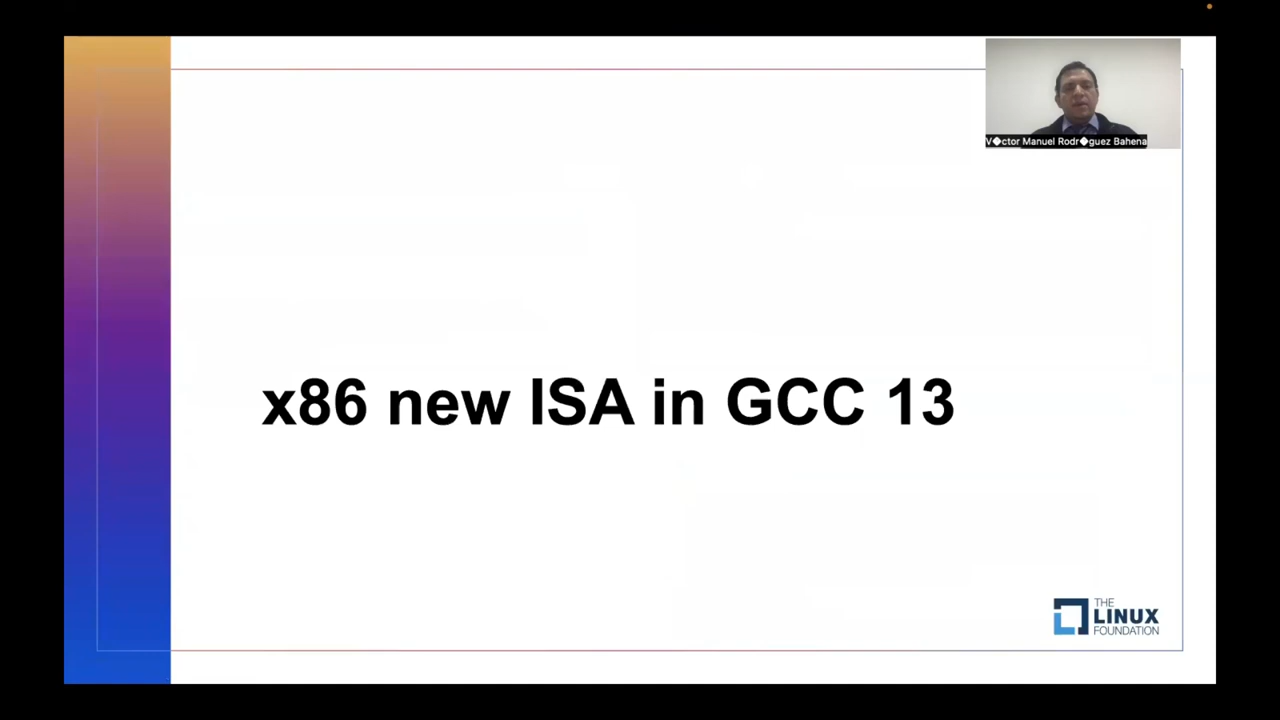 V�ctor Manuel Rodr�guez Bahena
x86 new ISA in GCC 13
THE
LINUX
FOUNDATION